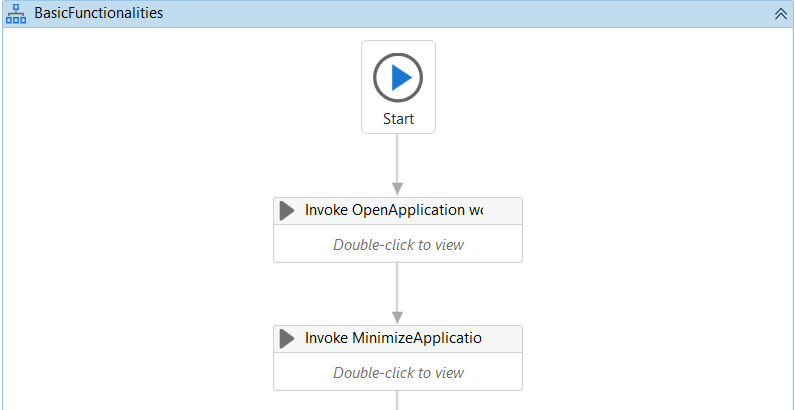 BasicFunctionalities
Start
Invoke OpenApplication
Double-click to view
Invoke MinimizeApplicatio
Double-click to view